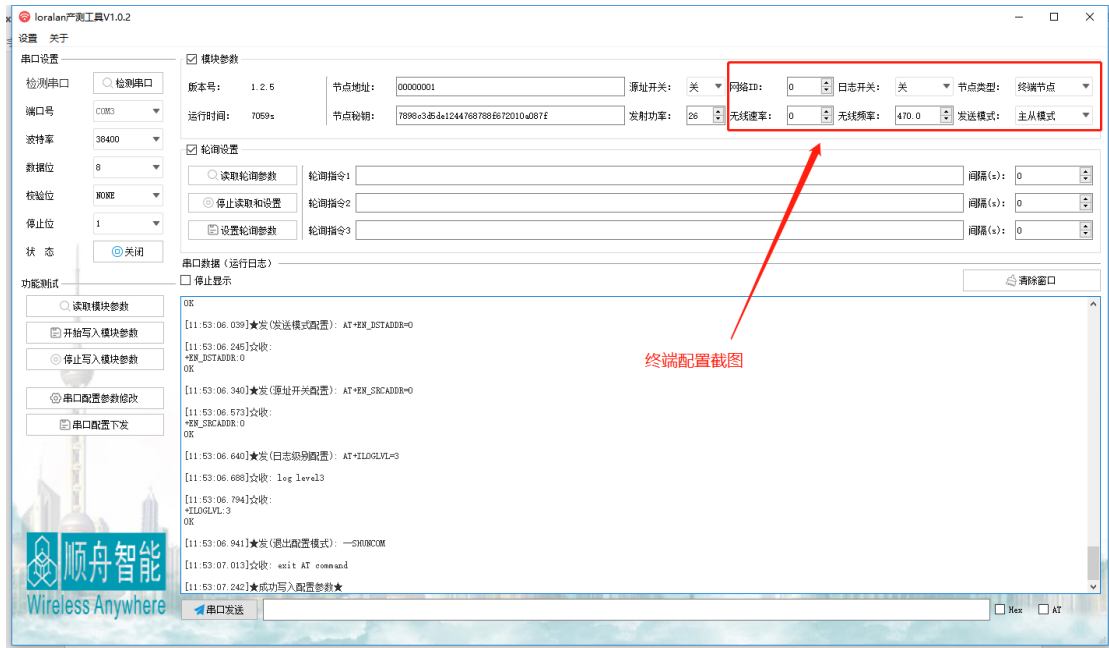 loralan产测工具V1.0.2
设置 关于
串口设置
检测串口 检测串口
端口号 COM3
波特率 38400
数据位 8
校验位 NONE
停止位 1
状 态 关闭
功能测试
读取模块参数
开始写入模块参数
停止写入模块参数
串口配置参数修改
串口配置下发
顺舟智能
Wireless Anywhere
模块参数
版本号: 1.2.5 节点地址: 00000001 源址开关: 关 网络ID: 0 日志开关: 关 节点类型: 终端节点
运行时间: 7059s 节点秘钥: 7898c3d5de1244768788f672010a087f 发射功率: 26 无线速率: 0 无线频率: 470.0 发送模式: 主从模式
轮询设置
读取轮询参数 轮询指令1 间隔(s): 0
停止读取和设置 轮询指令2 间隔(s): 0
设置轮询参数 轮询指令3 间隔(s): 0
串口数据(运行日志)
停止显示 清除窗口
OK
[11:53:06.039]★发(发送模式配置): AT+EN_DSTADDR=0
[11:53:06.245]☆收:
+EN_DSTADDR:0
OK
[11:53:06.340]★发(源址开关配置): AT+EN_SRCADDR=0
[11:53:06.573]☆收:
+EN_SRCADDR:0
OK
[11:53:06.640]★发(日志级别配置): AT+ILOGLVL=3
[11:53:06.688]☆收: log level3
[11:53:06.794]☆收:
+ILOGLVL:3
OK
[11:53:06.941]★发(退出配置模式): —SHUNCOM
[11:53:07.013]☆收: exit AT command
[11:53:07.242]★成功写入配置参数★
终端配置截图
串口发送 Hex AT